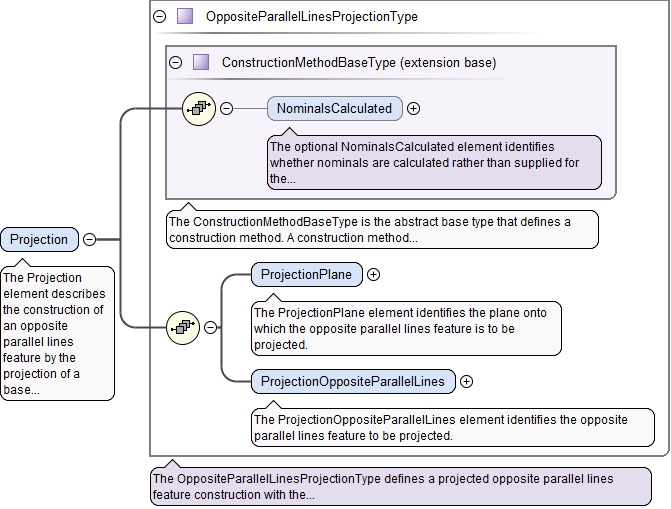 OppositeParallelLinesProjectionType
ConstructionMethodBaseType (extension base)
NominalsCalculated
The optional NominalsCalculated element identifies
whether nominals are calculated rather than supplied for
the...
The ConstructionMethodBaseType is the abstract base type that defines a
construction method. A construction method...
Projection
The Projection
element describes
the construction of
an opposite
parallel lines
feature by the
projection of a
base...
ProjectionPlane
The ProjectionPlane element identifies the plane onto
which the opposite parallel lines feature is to be
projected.
ProjectionOppositeParallelLines
The ProjectionOppositeParallelLines element identifies the opposite
parallel lines feature to be projected.
The OppositeParallelLinesProjectionType defines a projected opposite parallel lines
feature construction with the...